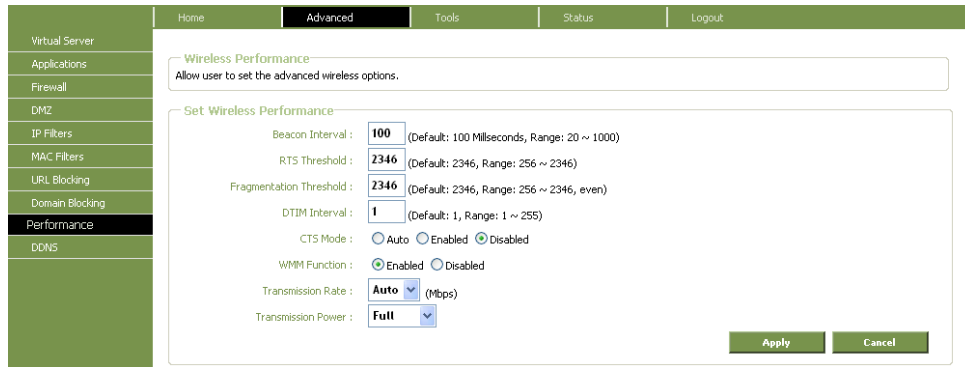 Home Advanced Tools Status Logout
Virtual Server
Applications
Firewall
DMZ
IP Filters
MAC Filters
URL Blocking
Domain Blocking
Performance
DDNS
Wireless Performance
Allow user to set the advanced wireless options.
Set Wireless Performance
Beacon Interval : 100 (Default: 100 Millseconds, Range: 20 ~ 1000)
RTS Threshold : 2346 (Default: 2346, Range: 256 ~ 2346)
Fragmentation Threshold : 2346 (Default: 2346, Range: 256 ~ 2346, even)
DTIM Interval : 1 (Default: 1, Range: 1 ~ 255)
CTS Mode : Auto Enabled Disabled
WMM Function : Enabled Disabled
Transmission Rate : Auto (Mbps)
Transmission Power : Full
Apply Cancel